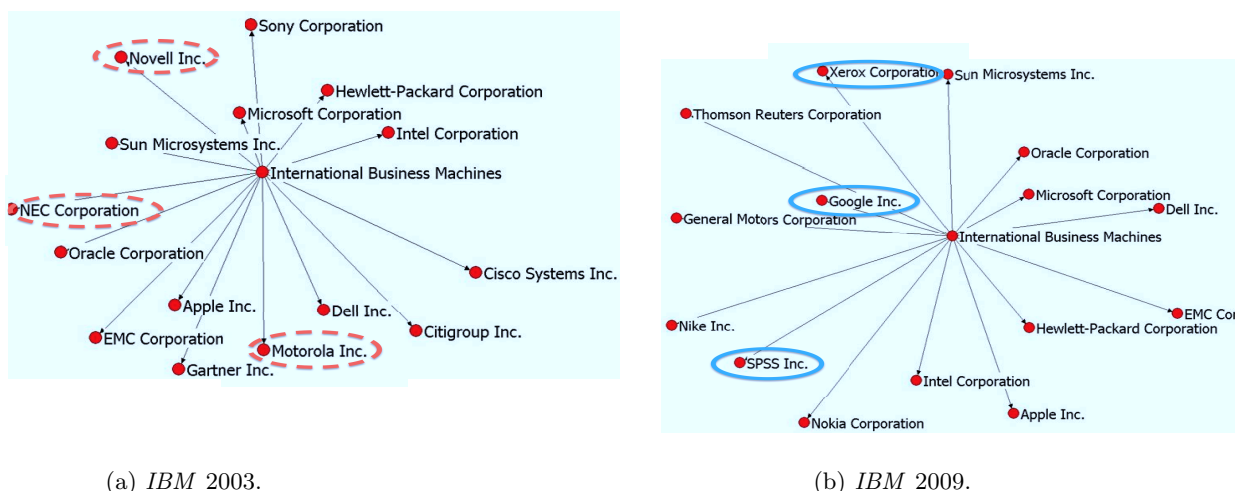 Sony Corporation
Novell Inc.
Hewlett-Packard Corporation
Microsoft Corporation
Intel Corporation
Sun Microsystems Inc.
International Business Machines
NEC Corporation
Oracle Corporation
Cisco Systems Inc.
Apple Inc.
Dell Inc.
Citigroup Inc.
EMC Corporation
Motorola Inc.
Gartner Inc.
(a) IBM 2003.
Xerox Corporation
Sun Microsystems Inc.
Thomson Reuters Corporation
Oracle Corporation
Microsoft Corporation
Google Inc.
Dell Inc.
General Motors Corporation
International Business Machines
EMC Cor
Nike Inc.
Hewlett-Packard Corporation
SPSS Inc.
Intel Corporation
Apple Inc.
Nokia Corporation
(b) IBM 2009.